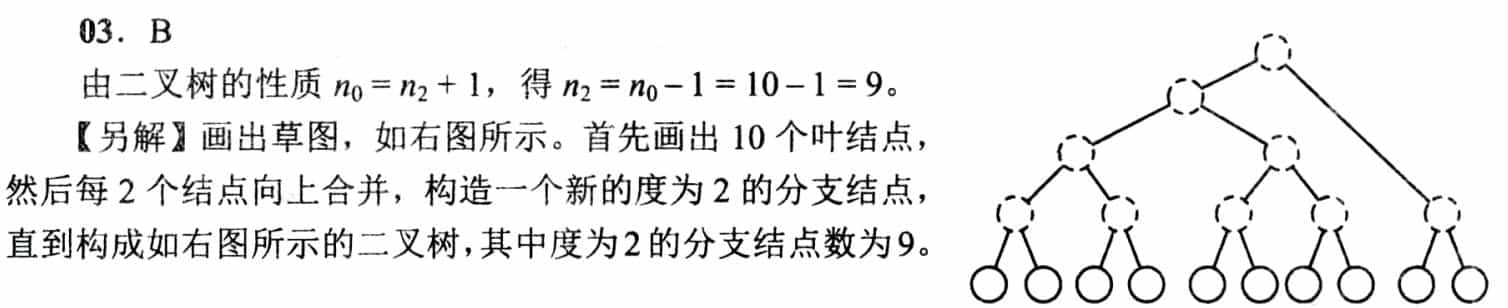 03. B
由二叉树的性质 n₀ = n₂ + 1，得 n₂ = n₀ – 1 = 10 – 1 = 9。
【另解】画出草图，如右图所示。首先画出 10 个叶结点，
然后每 2 个结点向上合并，构造一个新的度为 2 的分支结点，
直到构成如右图所示的二叉树，其中度为2的分支结点数为9。